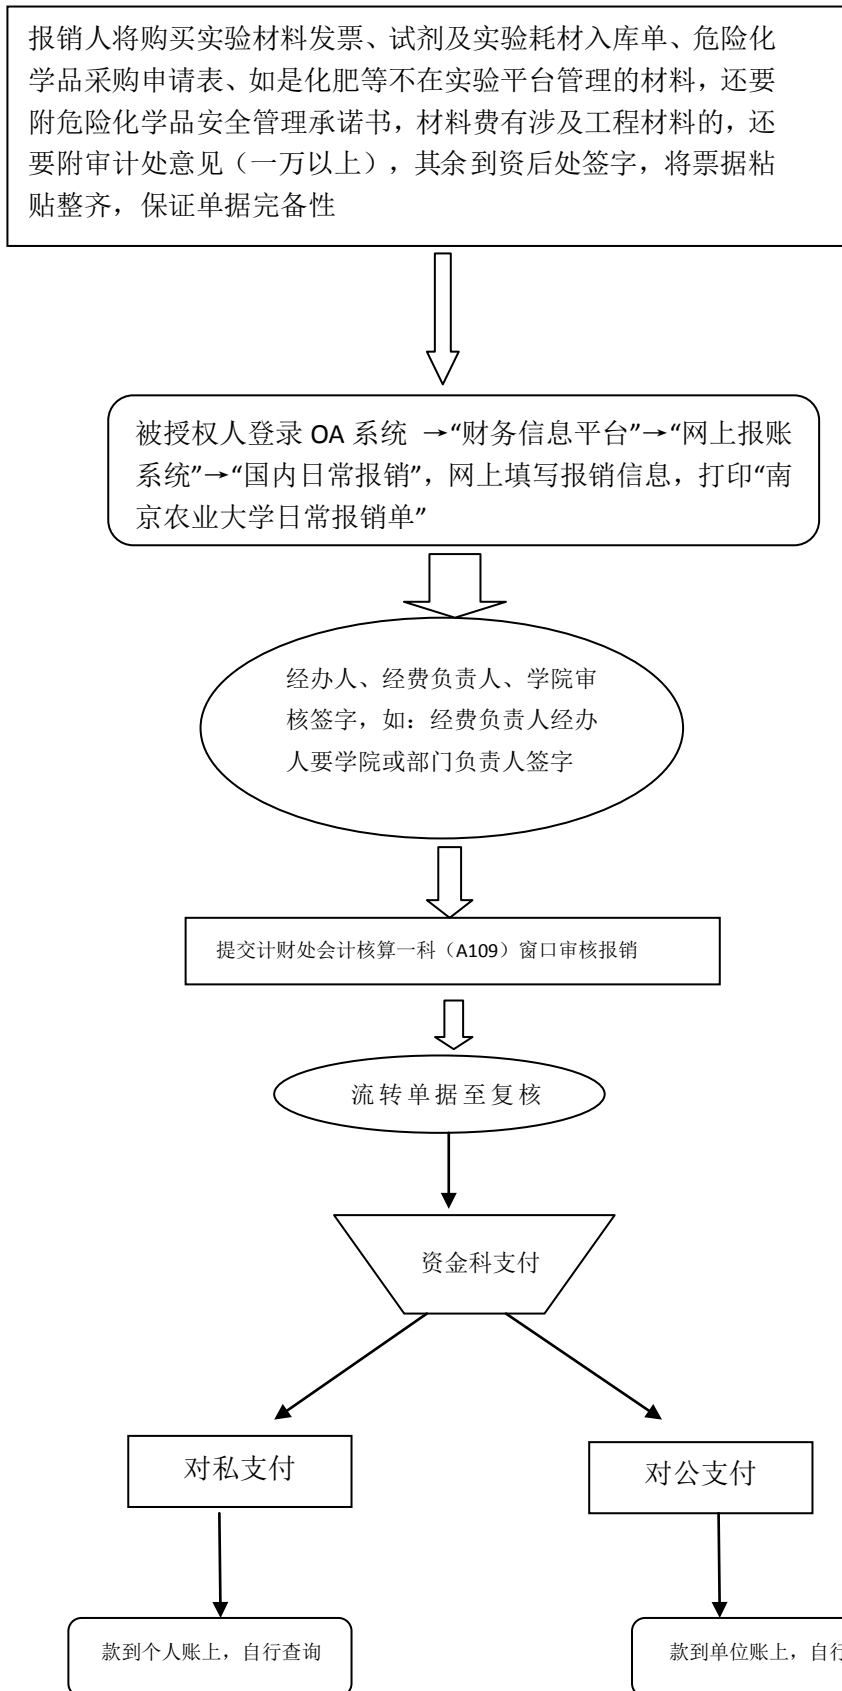 报销人将购买实验材料发票、试剂及实验耗材入库单、危险化
学品采购申请表、如是化肥等不在实验平台管理的材料，还要
附危险化学品安全管理承诺书，材料费有涉及工程材料的，还
要附审计处意见（一万以上），其余到资后处签字，将票据粘
贴整齐，保证单据完备性
被授权人登录 OA 系统 →“财务信息平台”→“网上报账
系统”→“国内日常报销”，网上填写报销信息，打印“南
京农业大学日常报销单”
经办人、经费负责人、学院审
核签字，如：经费负责人经办
人要学院或部门负责人签字
提交计财处会计核算一科（A109）窗口审核报销
流转单据至复核
资金科支付
对私支付
对公支付
款到个人账上，自行查询
款到单位账上，自行